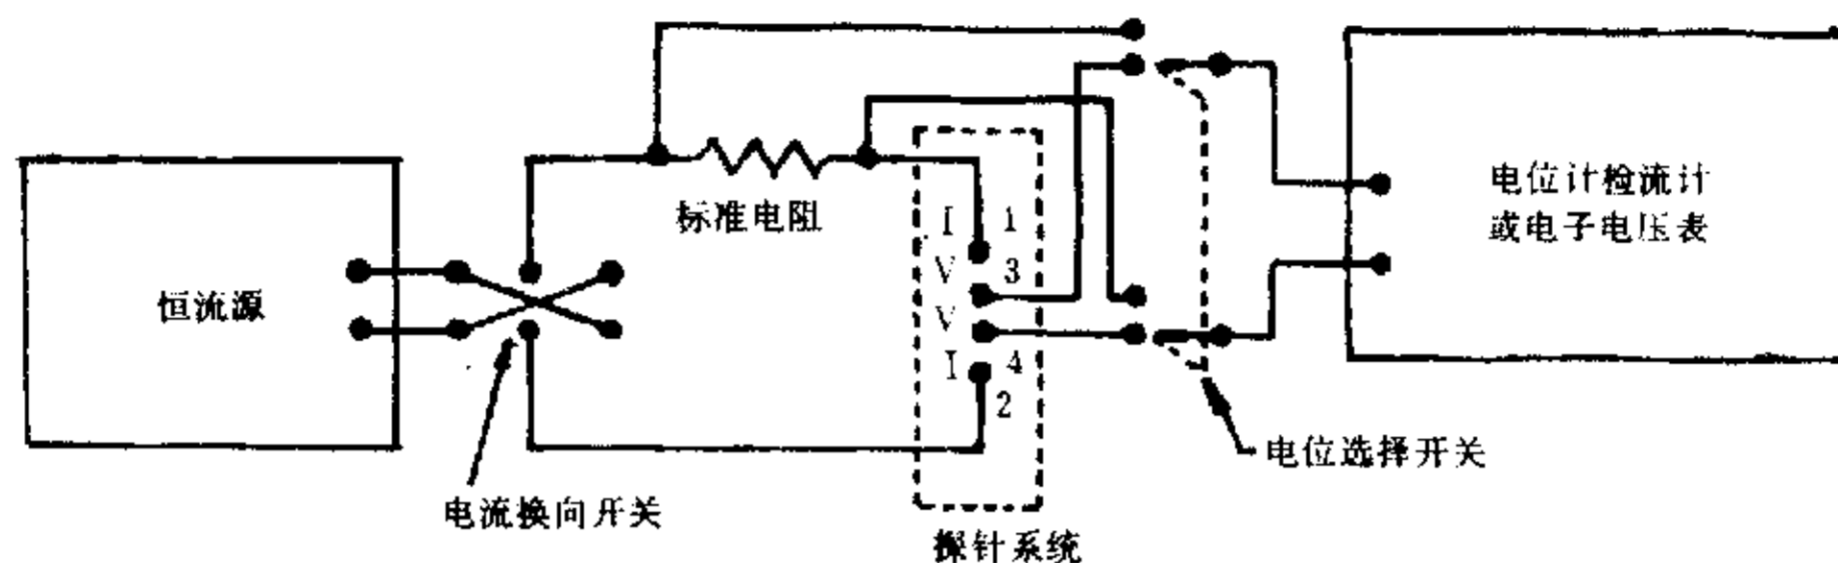 标准电阻
I 1
V 3
V
I 4
2
恒流源
电流换向开关
探针系统
电位选择开关
电位计检流计
或电子电压表